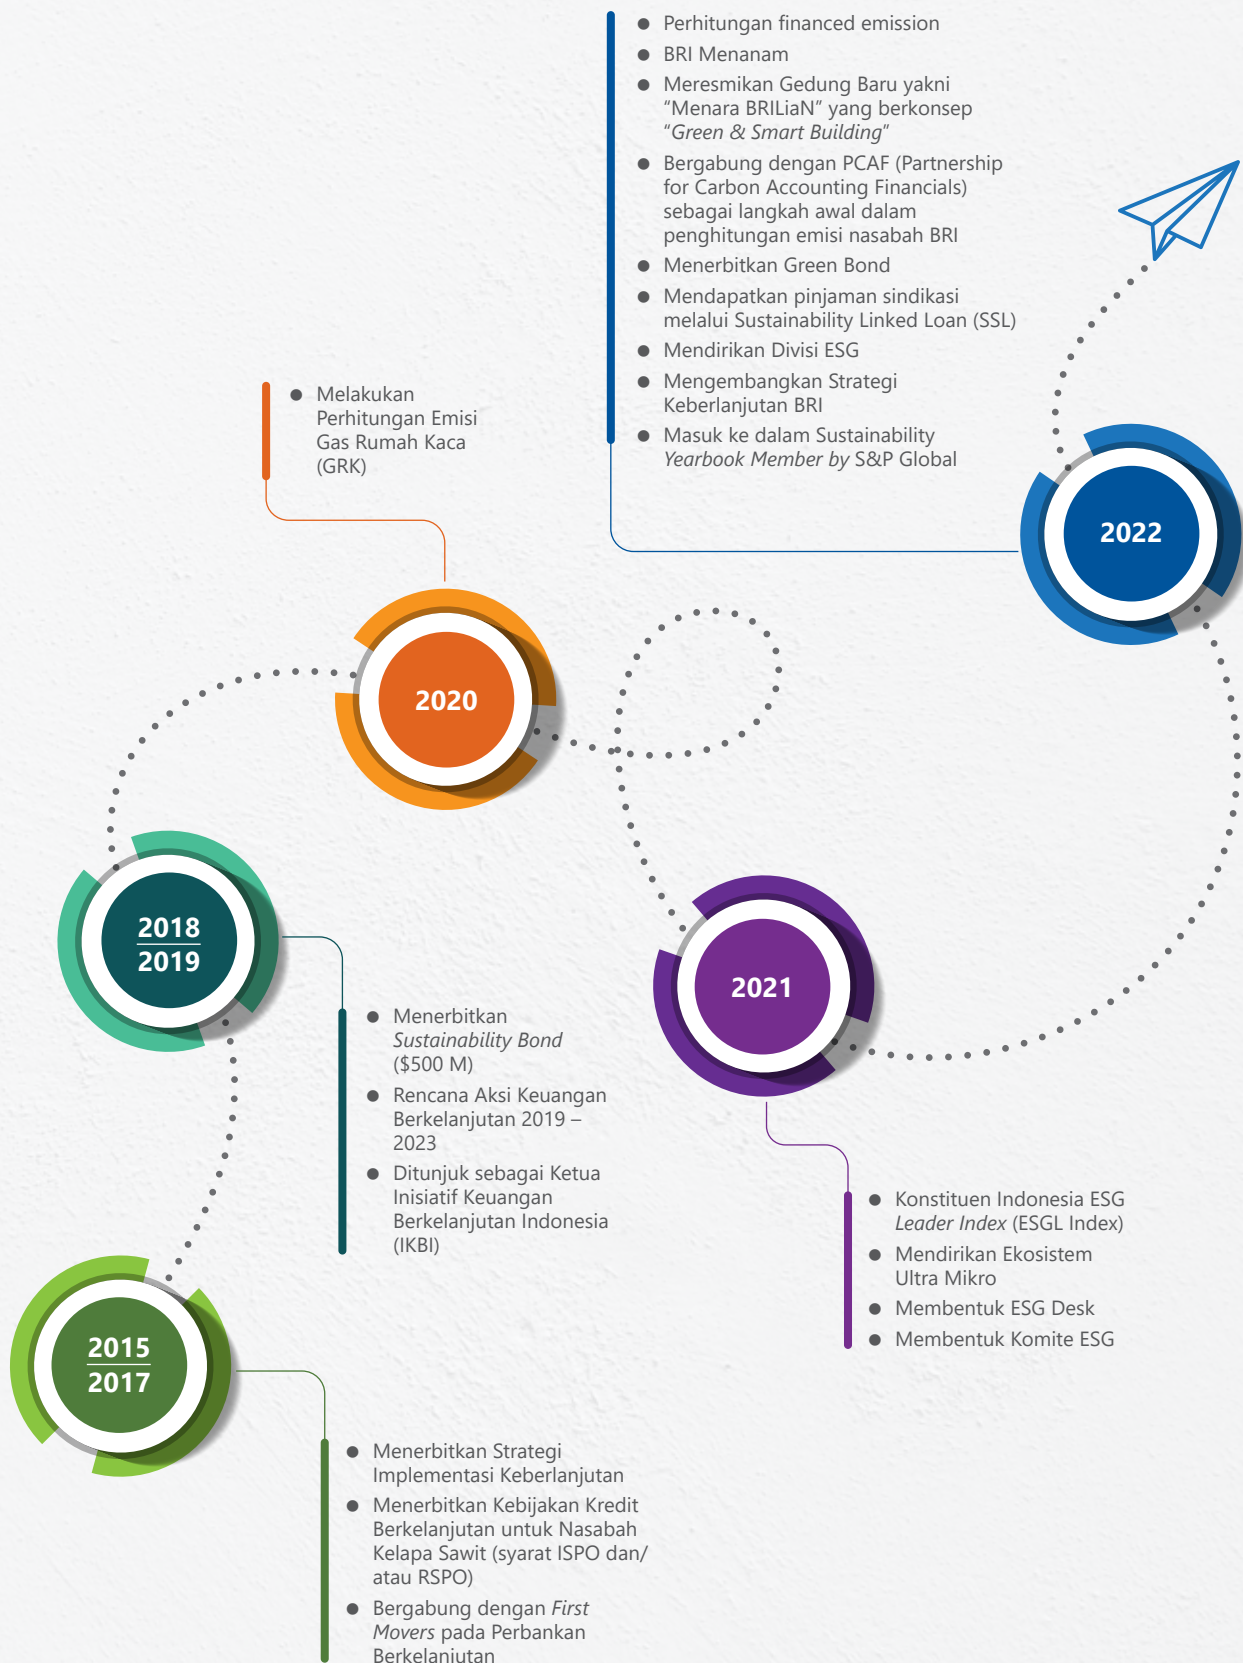 ● Perhitungan financed emission
● BRI Menanam
● Meresmikan Gedung Baru yakni
“Menara BRILiaN” yang berkonsep
“Green & Smart Building”
● Bergabung dengan PCAF (Partnership
for Carbon Accounting Financials)
sebagai langkah awal dalam
penghitungan emisi nasabah BRI
● Menerbitkan Green Bond
● Mendapatkan pinjaman sindikasi
melalui Sustainability Linked Loan (SSL)
● Mendirikan Divisi ESG
● Mengembangkan Strategi
Keberlanjutan BRI
● Masuk ke dalam Sustainability
Yearbook Member by S&P Global
2022
● Melakukan
Perhitungan Emisi
Gas Rumah Kaca
(GRK)
2020
2018
2019
● Menerbitkan
Sustainability Bond
($500 M)
● Rencana Aksi Keuangan
Berkelanjutan 2019 –
2023
● Ditunjuk sebagai Ketua
Inisiatif Keuangan
Berkelanjutan Indonesia
(IKBI)
2021
● Konstituen Indonesia ESG
Leader Index (ESGL Index)
● Mendirikan Ekosistem
Ultra Mikro
● Membentuk ESG Desk
● Membentuk Komite ESG
2015
2017
● Menerbitkan Strategi
Implementasi Keberlanjutan
● Menerbitkan Kebijakan Kredit
Berkelanjutan untuk Nasabah
Kelapa Sawit (syarat ISPO dan/
atau RSPO)
● Bergabung dengan First
Movers pada Perbankan
Berkelanjutan